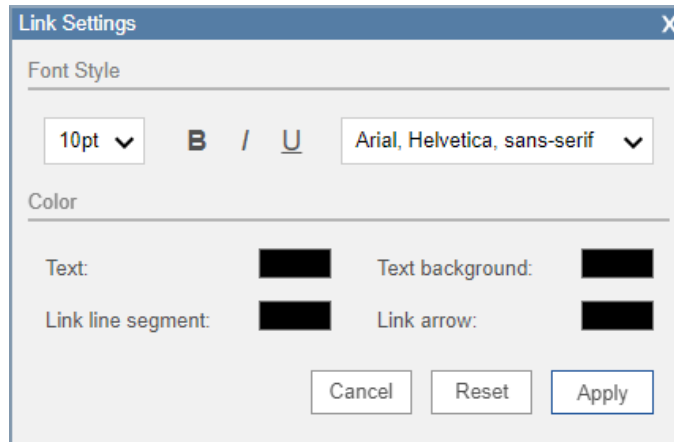 Link Settings X
Font Style
10pt B I U Arial, Helvetica, sans-serif
Color
Text: Text background:
Link line segment: Link arrow:
Cancel Reset Apply